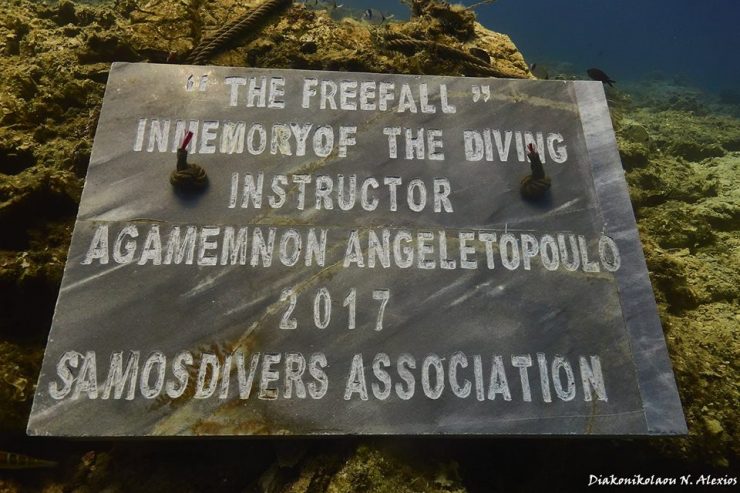 “ THE FREEFALL ”
INMEMORYOF THE DIVING
INSTRUCTOR
AGAMEMNON ANGELETOPOULO
2017
SAMOSDIVERS ASSOCIATION
Diakonikolaou N. Alexios